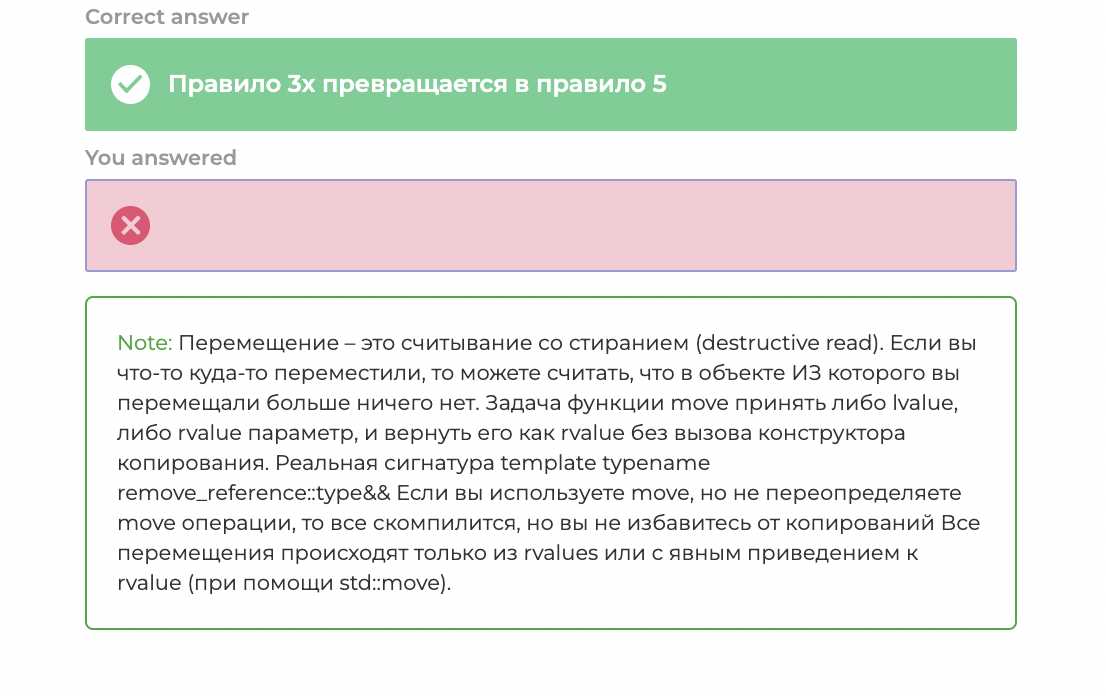 Correct answer
Правило 3х превращается в правило 5
You answered
Note: Перемещение – это считывание со стиранием (destructive read). Если вы
что-то куда-то переместили, то можете считать, что в объекте ИЗ которого вы
перемещали больше ничего нет. Задача функции move принять либо lvalue,
либо rvalue параметр, и вернуть его как rvalue без вызова конструктора
копирования. Реальная сигнатура template typename
remove_reference::type&& Если вы используете move, но не переопределяете
move операции, то все скомпилится, но вы не избавитесь от копирований Все
перемещения происходят только из rvalues или с явным приведением к
rvalue (при помощи std::move).